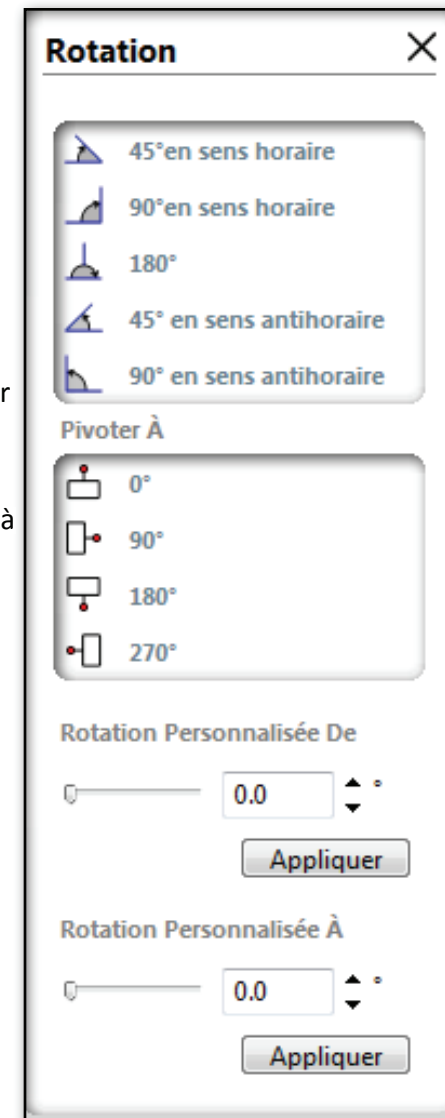 Rotation
45°en sens horaire
90°en sens horaire
180°
45° en sens antihoraire
90° en sens antihoraire
r
Pivoter À
0°
à
90°
180°
270°
Rotation Personnalisée De
0.0 °
Appliquer
Rotation Personnalisée À
0.0 °
Appliquer